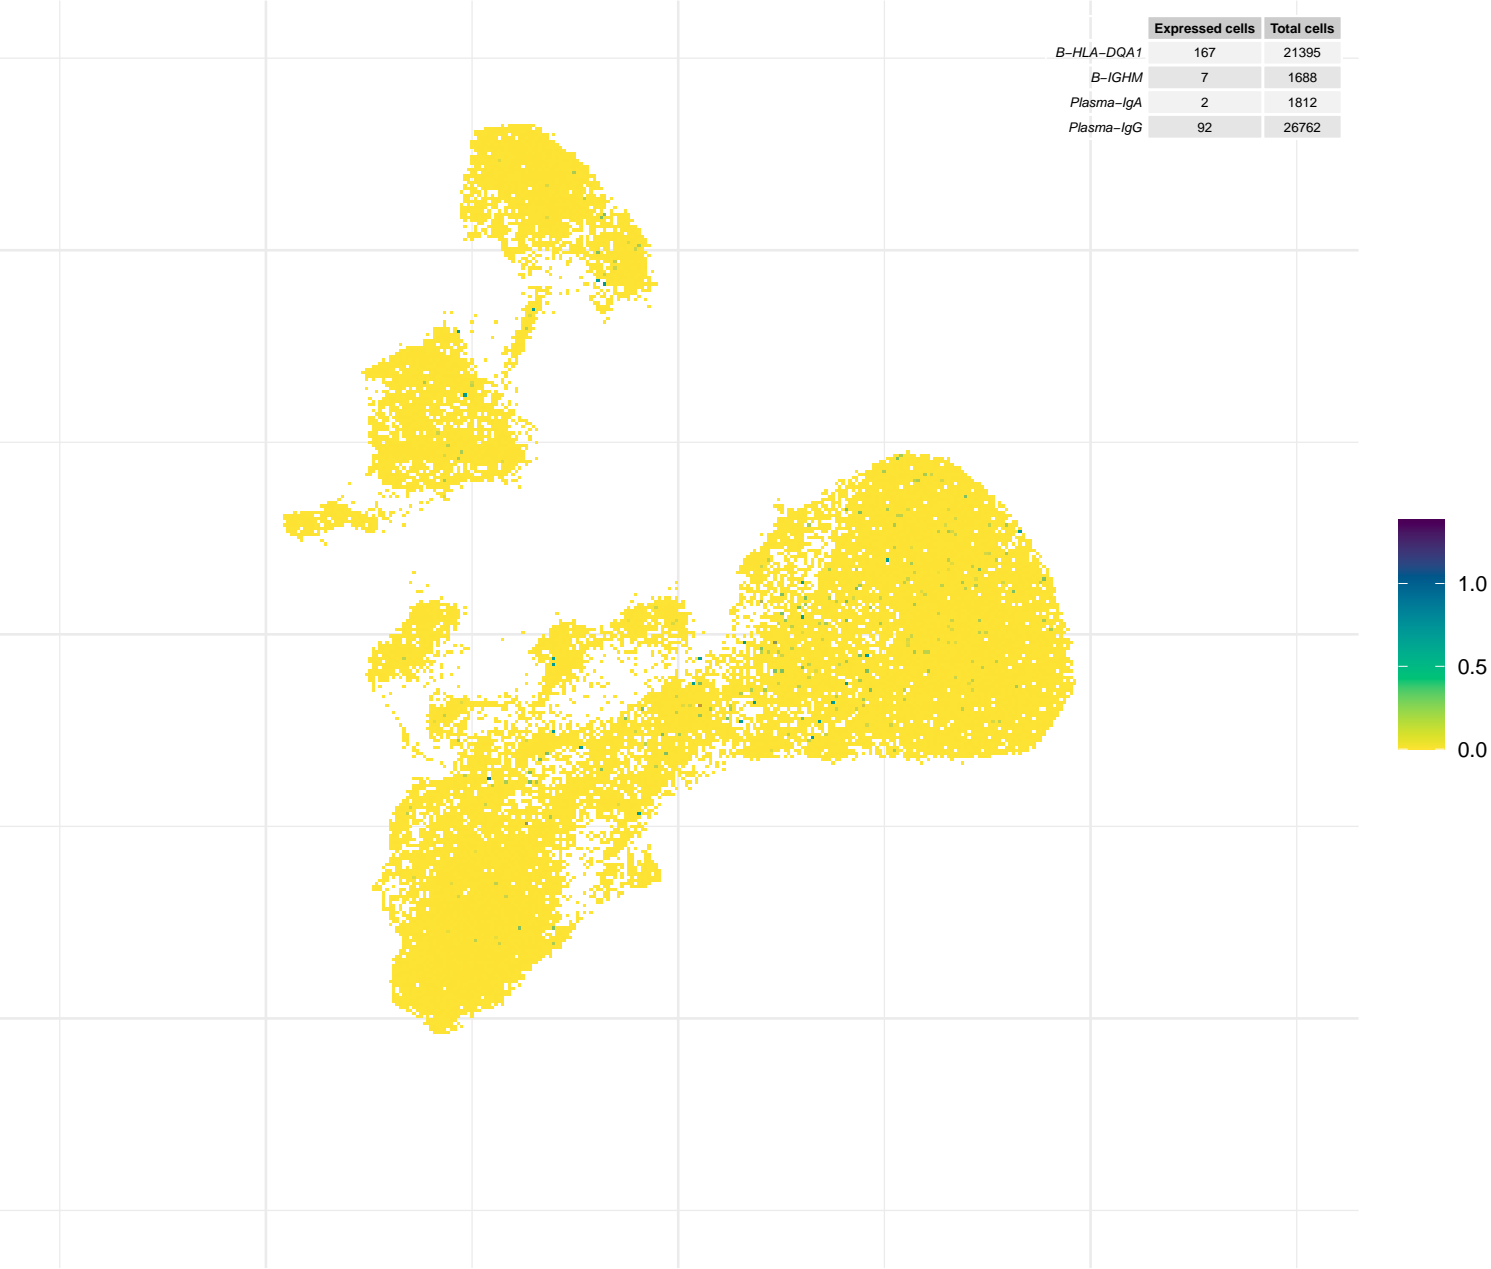 Expressed cells Total cells
B−HLA−DQA1 167 21395
B−IGHM 7 1688
Plasma−IgA 2 1812
Plasma−IgG 92 26762
1.0
0.5
0.0